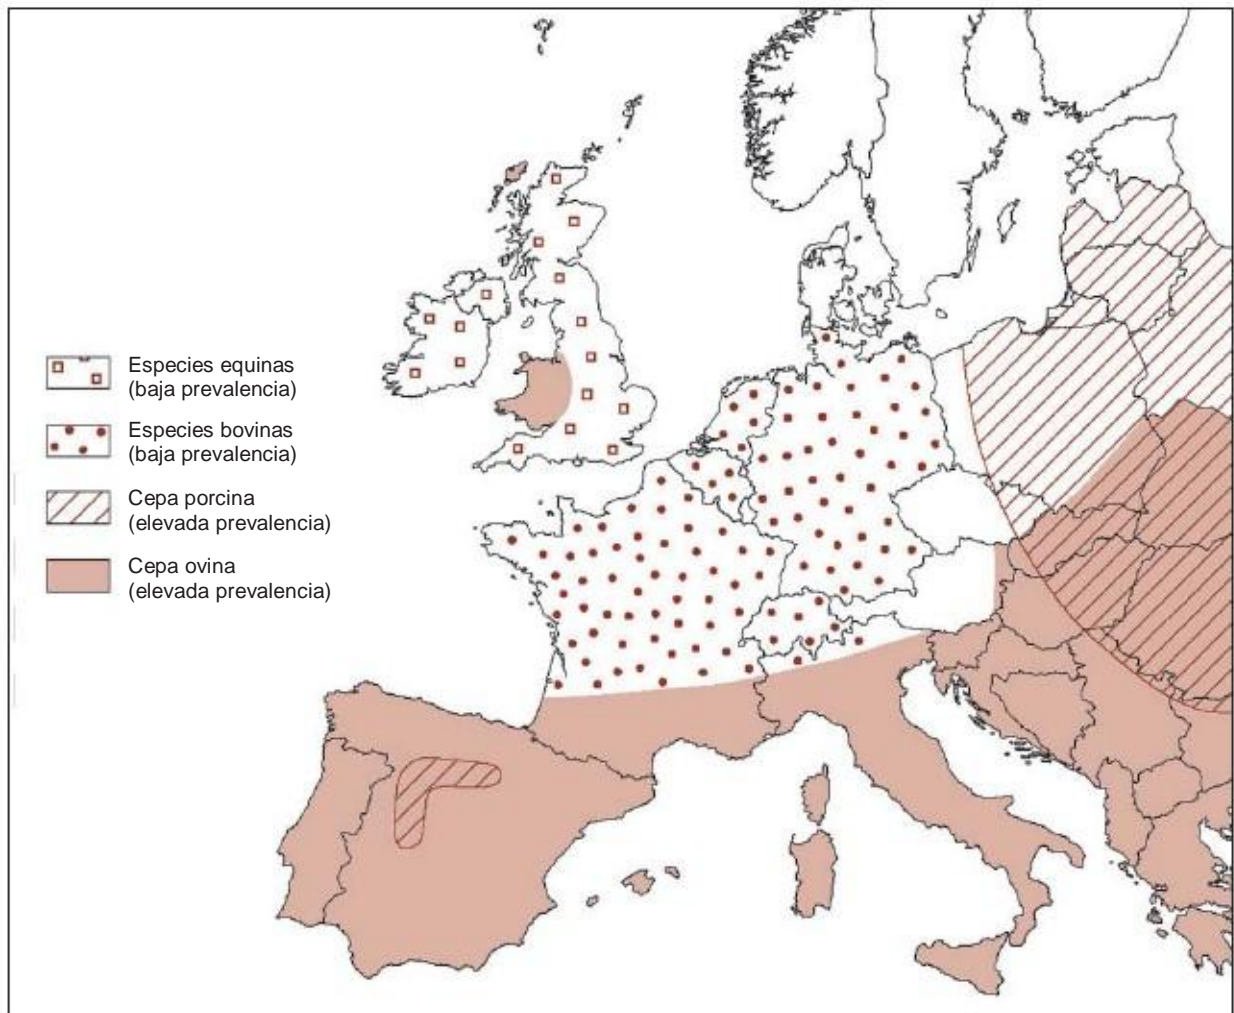 Especies equinas
(baja prevalencia)
Especies bovinas
(baja prevalencia)
Cepa porcina
(elevada prevalencia)
Cepa ovina
(elevada prevalencia)